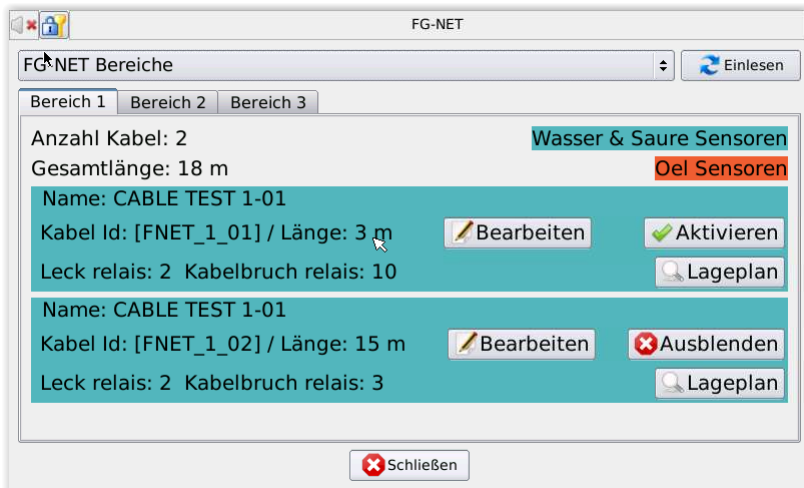 FG-NET
FG-NET Bereiche
Einlesen
Bereich 1 Bereich 2 Bereich 3
Anzahl Kabel: 2 Wasser & Saure Sensoren
Gesamtlänge: 18 m Oel Sensoren
Name: CABLE TEST 1-01
Kabel Id: [FNET_1_01] / Länge: 3 m Bearbeiten Aktivieren
Leck relais: 2 Kabelbruch relais: 10 Lageplan
Name: CABLE TEST 1-01
Kabel Id: [FNET_1_02] / Länge: 15 m Bearbeiten Ausblenden
Leck relais: 2 Kabelbruch relais: 3 Lageplan
Schließen